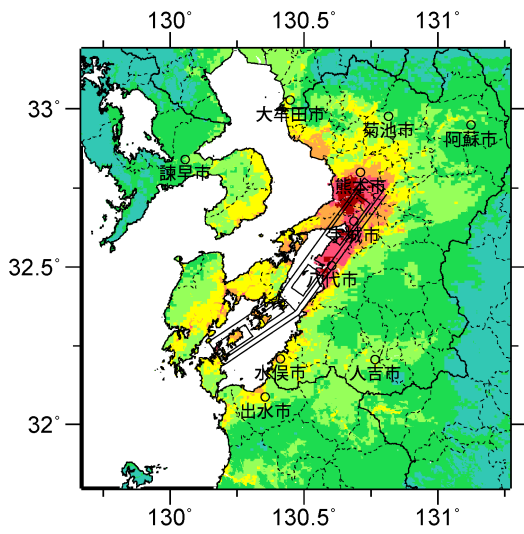 130° 130.5° 131°
33°
大牟田市
菊池市
阿蘇市
諫早市
熊本市
宇城市
32.5°
八代市
水俣市
人吉市
出水市
32°
130° 130.5° 131°